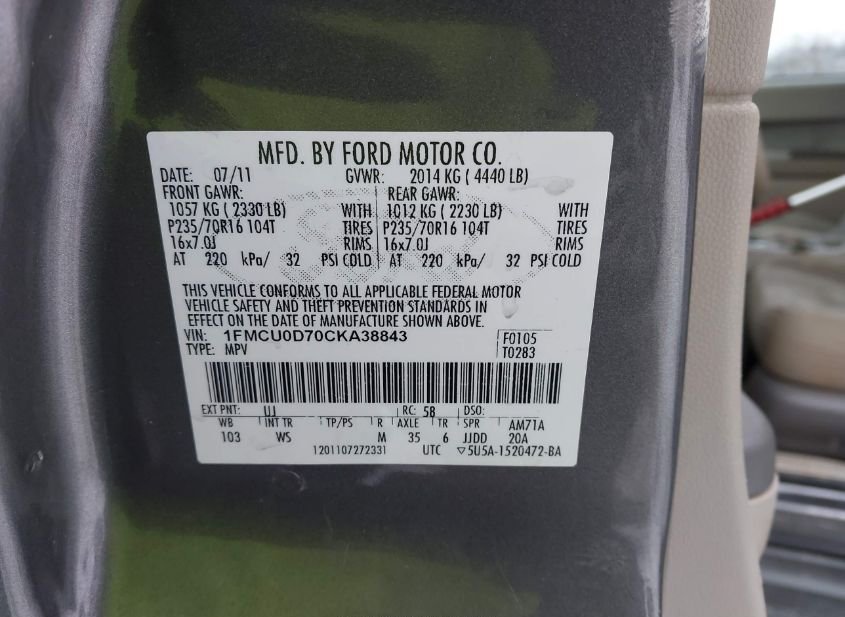 MFD. BY FORD MOTOR CO.
DATE: 07/11 GVWR: 2014 KG ( 4440 LB)
FRONT GAWR: REAR GAWR:
1057 KG ( 2330 LB) WITH 1012 KG ( 2230 LB) WITH
P235/70R16 104T TIRES P235/70R16 104T TIRES
16x7.0J RIMS 16x7.0J RIMS
AT 220 kPa/ 32 PSI COLD AT 220 kPa/ 32 PSI COLD
THIS VEHICLE CONFORMS TO ALL APPLICABLE FEDERAL MOTOR
VEHICLE SAFETY AND THEFT PREVENTION STANDARDS IN
EFFECT ON THE DATE OF MANUFACTURE SHOWN ABOVE.
VIN: 1FMCU0D70CKA38843 F0105
TYPE: MPV T0283
EXT PNT: UJ RC: 58 DSO:
WB INT TR TP/PS R AXLE TR SPR AM71A
103 WS M 35 6 JJDD 20A
1201107272331 UTC ▽5U5A-1520472-BA